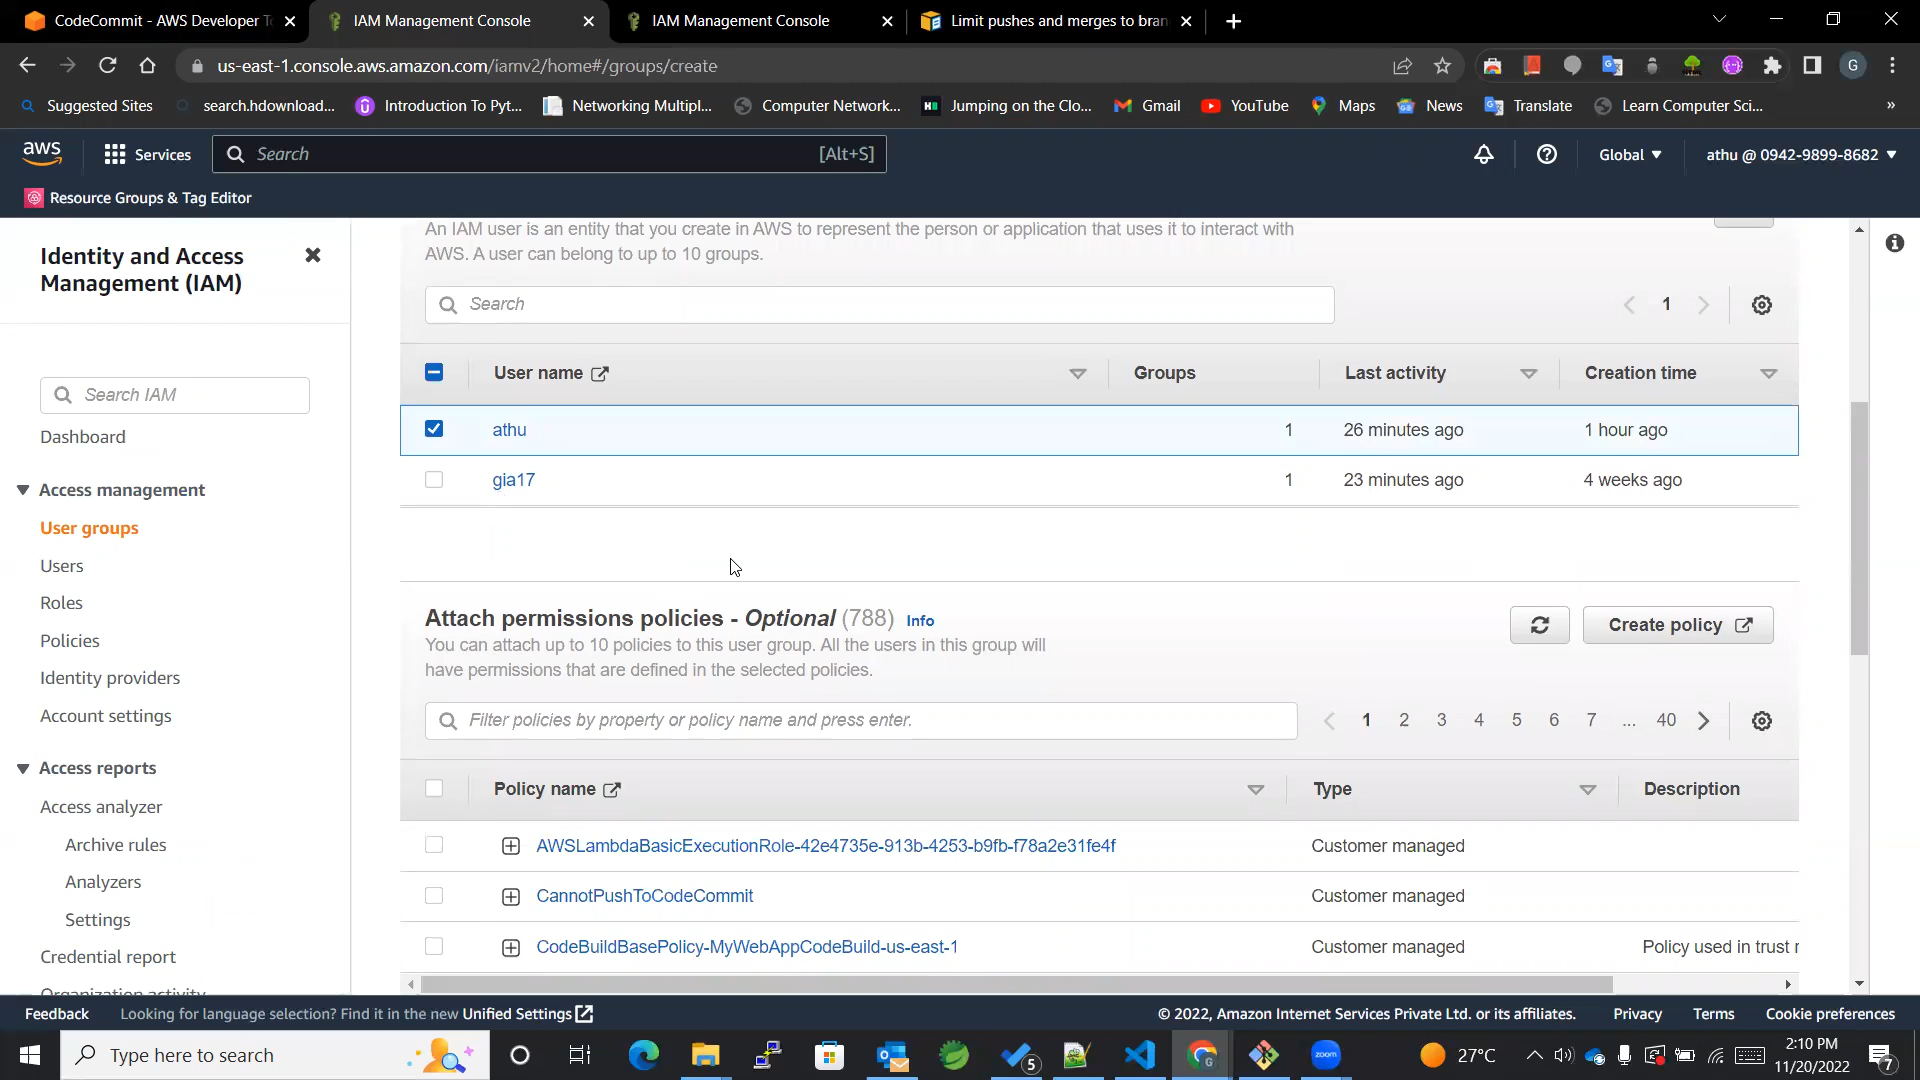 CodeCommit - AWS Developer To
IAM Management Console
IAM Management Console
Limit pushes and merges to bran
us-east-1.console.aws.amazon.com/iamv2/home#/groups/create
G
Suggested Sites
search.hdownload...
Introduction To Pyt...
Networking Multipl...
Computer Network...
Jumping on the Clo...
Gmail
YouTube
Maps
News
Translate
Learn Computer Sci...
»
aws
Services
Search
[Alt+S]
Global
athu @ 0942-9899-8682
Resource Groups & Tag Editor
Identity and Access
Management (IAM)
Search IAM
Dashboard
Access management
User groups
Users
Roles
Policies
Identity providers
Account settings
Access reports
Access analyzer
Archive rules
Analyzers
Settings
Credential report
Organization activity
An IAM user is an entity that you create in AWS to represent the person or application that uses it to interact with
AWS. A user can belong to up to 10 groups.
Search
1
User name
Groups
Last activity
Creation time
athu
1
26 minutes ago
1 hour ago
gia17
1
23 minutes ago
4 weeks ago
Attach permissions policies - Optional (788) Info
You can attach up to 10 policies to this user group. All the users in this group will
have permissions that are defined in the selected policies.
Create policy
Filter policies by property or policy name and press enter.
1 2 3 4 5 6 7 ... 40
Policy name
Type
Description
AWSLambdaBasicExecutionRole-42e4735e-913b-4253-b9fb-f78a2e31fe4f
Customer managed
CannotPushToCodeCommit
Customer managed
CodeBuildBasePolicy-MyWebAppCodeBuild-us-east-1
Customer managed
Policy used in trust r
Feedback
Looking for language selection? Find it in the new Unified Settings
© 2022, Amazon Internet Services Private Ltd. or its affiliates.
Privacy
Terms
Cookie preferences
Type here to search
5
G
zoom
27°C
2:10 PM
11/20/2022
7